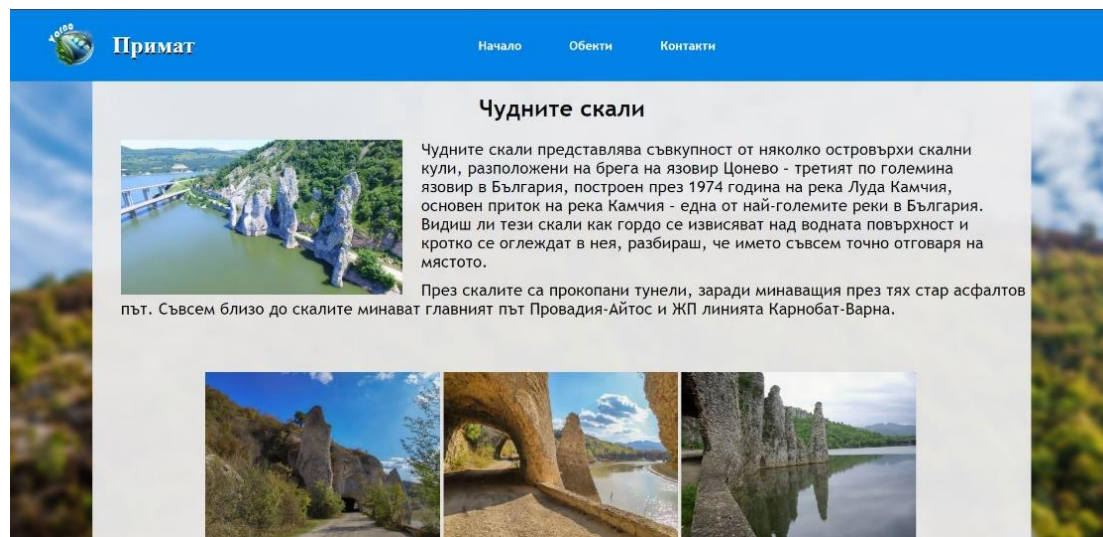 Varna
Примат
Начало
Обекти
Контакти
Чудните скали
Чудните скали представлява съвкупност от няколко островърхи скални
кули, разположени на брега на язовир Цонево - третият по големина
язовир в България, построен през 1974 година на река Луда Камчия,
основен приток на река Камчия - една от най-големите реки в България.
Видиш ли тези скали как гордо се извисяват над водната повърхност и
кротко се оглеждат в нея, разбираш, че името съвсем точно отговаря на
мястото.
През скалите са прокопани тунели, заради минаващия през тях стар асфалтов
път. Съвсем близо до скалите минават главният път Провадия-Айтос и ЖП линията Карнобат-Варна.